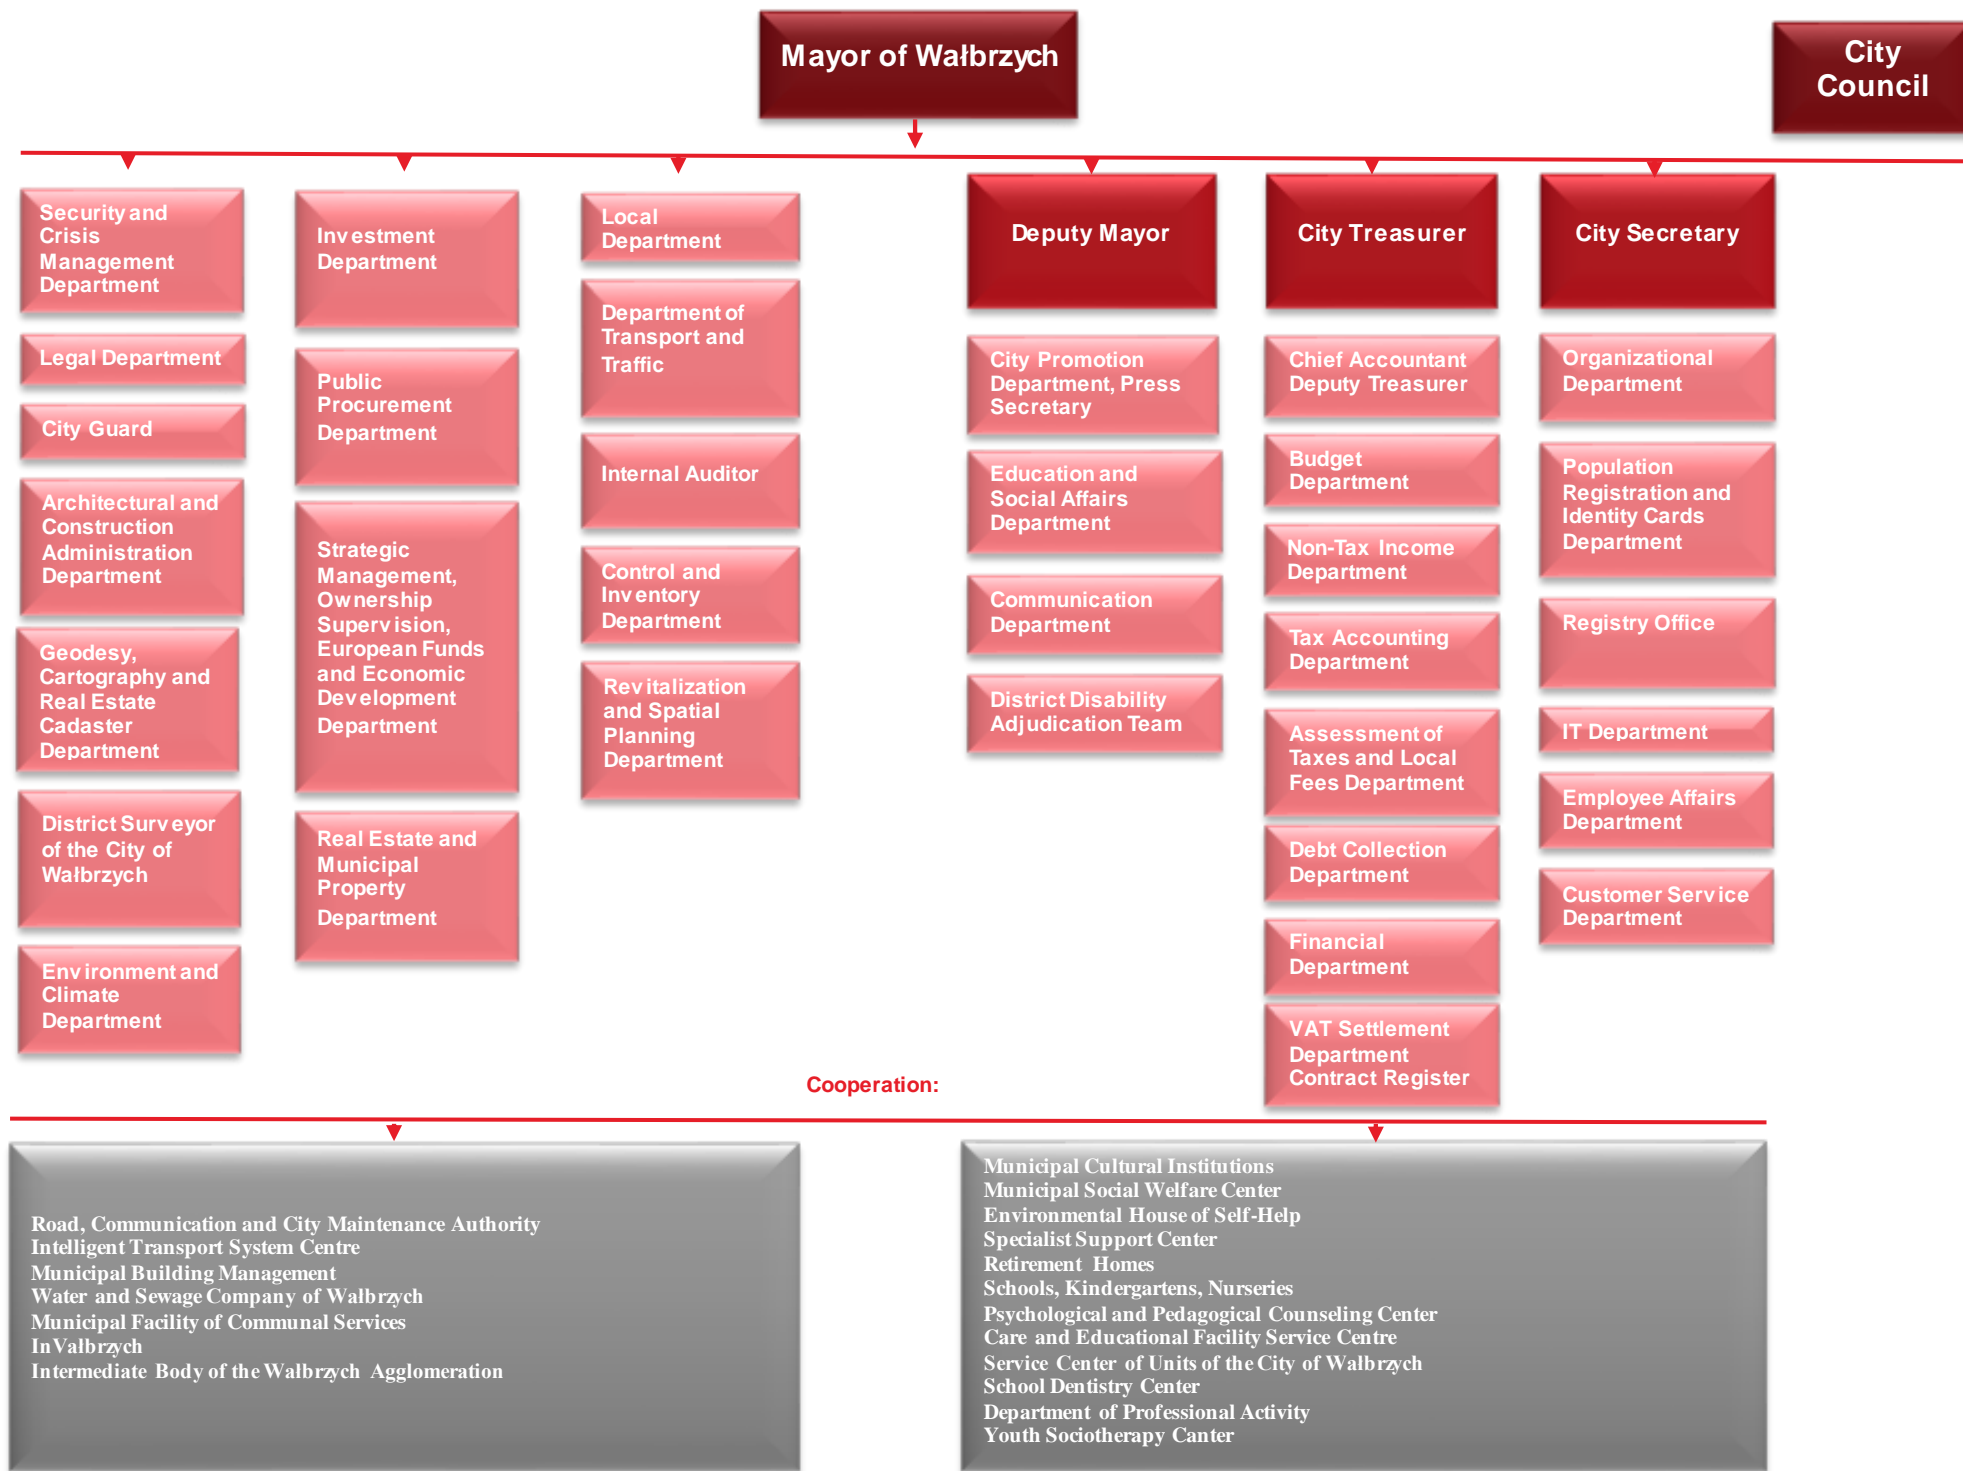 Mayor of Wałbrzych
City
Council
Security and
Crisis
Management
Department
Legal Department
City Guard
Architectural and
Construction
Administration
Department
Geodesy,
Cartography and
Real Estate
Cadaster
Department
District Surveyor
of the City of
Wałbrzych
Environment and
Climate
Department
Investment
Department
Public
Procurement
Department
Strategic
Management,
Ownership
Supervision,
European Funds
and Economic
Development
Department
Real Estate and
Municipal
Property
Department
Local
Department
Department of
Transport and
Traffic
Internal Auditor
Control and
Inventory
Department
Revitalization
and Spatial
Planning
Department
Deputy Mayor
City Promotion
Department, Press
Secretary
Education and
Social Affairs
Department
Communication
Department
District Disability
Adjudication Team
City Treasurer
Chief Accountant
Deputy Treasurer
Budget
Department
Non-Tax Income
Department
Tax Accounting
Department
Assessment of
Taxes and Local
Fees Department
Debt Collection
Department
Financial
Department
VAT Settlement
Department
Contract Register
City Secretary
Organizational
Department
Population
Registration and
Identity Cards
Department
Registry Office
IT Department
Employee Affairs
Department
Customer Service
Department
Cooperation:
Road, Communication and City Maintenance Authority
Intelligent Transport System Centre
Municipal Building Management
Water and Sewage Company of Wałbrzych
Municipal Facility of Communal Services
InVałbrzych
Intermediate Body of the Wałbrzych Agglomeration
Municipal Cultural Institutions
Municipal Social Welfare Center
Environmental House of Self-Help
Specialist Support Center
Retirement Homes
Schools, Kindergartens, Nurseries
Psychological and Pedagogical Counseling Center
Care and Educational Facility Service Centre
Service Center of Units of the City of Wałbrzych
School Dentistry Center
Department of Professional Activity
Youth Sociotherapy Canter